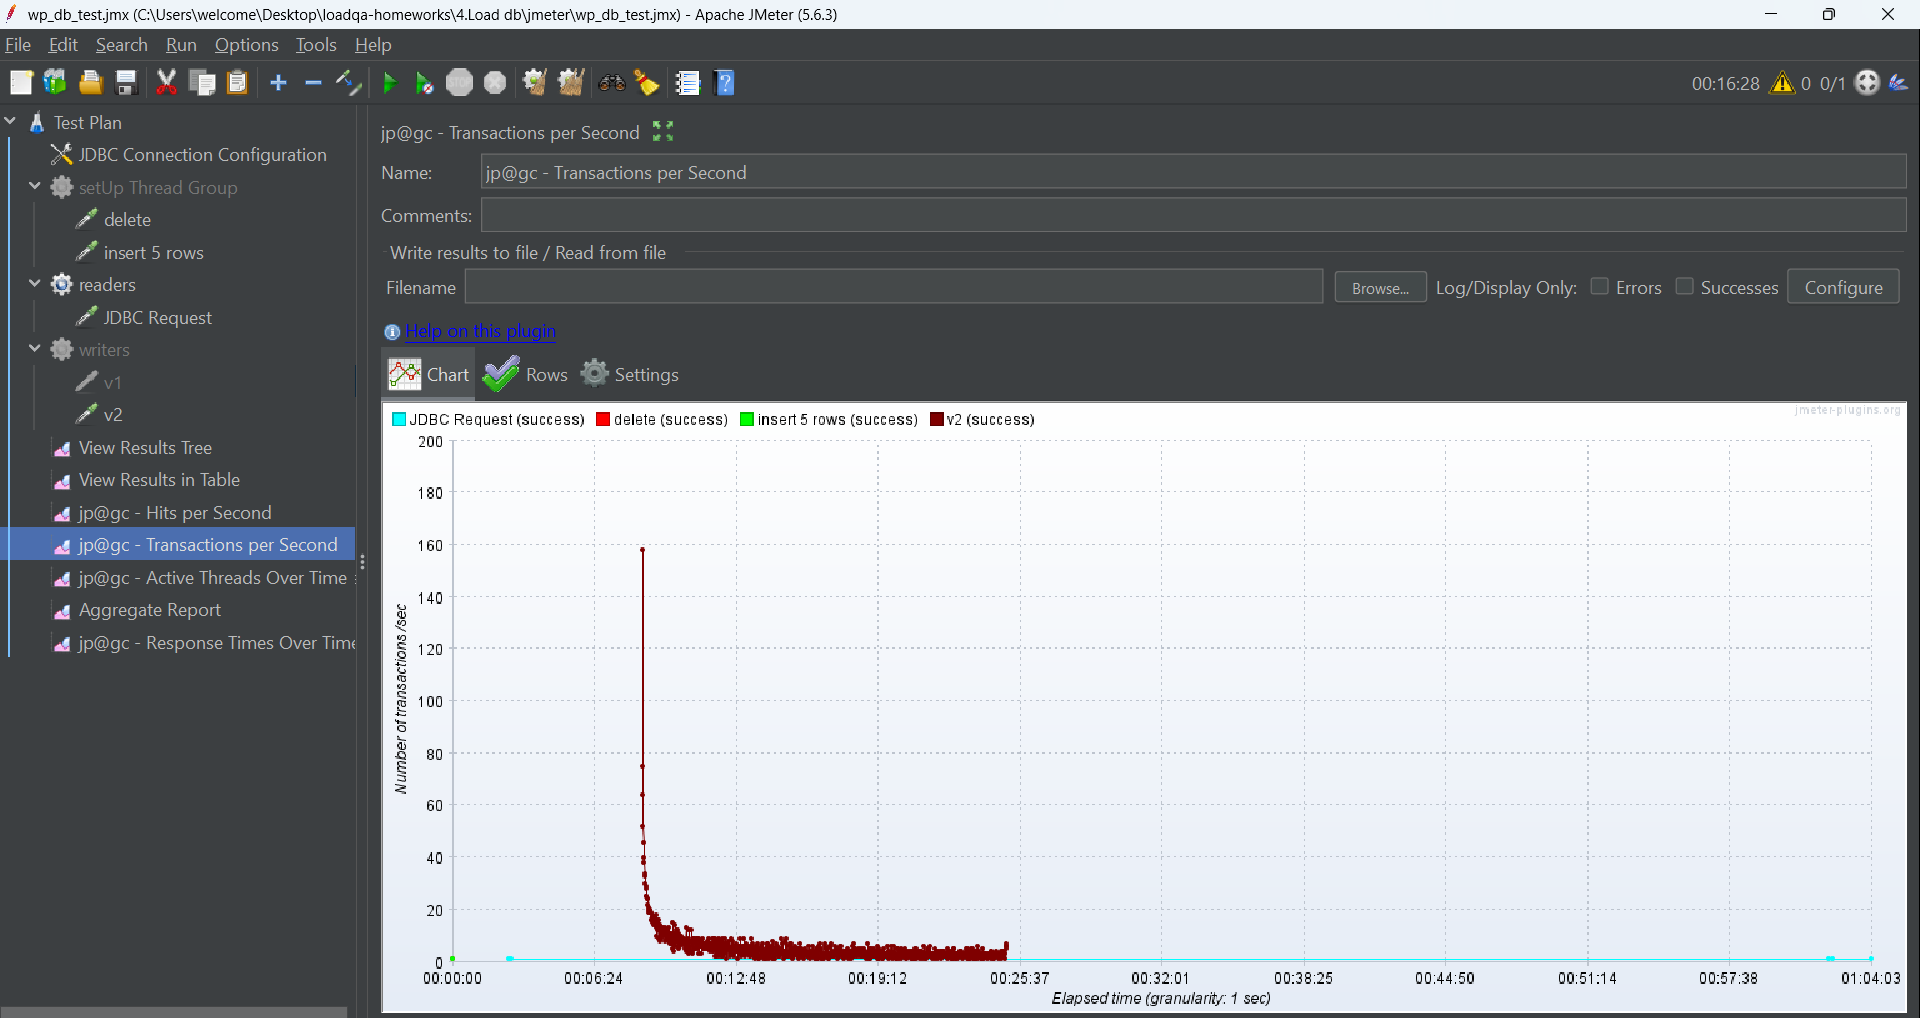 wp_db_test.jmx (C:\Users\welcome\Desktop\loadqa-homeworks\4.Load db\jmeter\wp_db_test.jmx) - Apache JMeter (5.6.3)
File Edit Search Run Options Tools Help
STOP 00:16:28 0 0/1
Test Plan
JDBC Connection Configuration
setUp Thread Group
delete
insert 5 rows
readers
JDBC Request
writers
v1
v2
View Results Tree
View Results in Table
jp@gc - Hits per Second
jp@gc - Transactions per Second
jp@gc - Active Threads Over Time
Aggregate Report
jp@gc - Response Times Over Time
jp@gc - Transactions per Second
Name: jp@gc - Transactions per Second
Comments:
Write results to file / Read from file
Filename Browse... Log/Display Only: Errors Successes Configure
Help on this plugin
Chart Rows Settings
jmeter-plugins.org
JDBC Request (success) delete (success) insert 5 rows (success) v2 (success)
200
180
160
140
120
100
80
60
40
20
0
Number of transactions /sec
00:00:00 00:06:24 00:12:48 00:19:12 00:25:37 00:32:01 00:38:25 00:44:50 00:51:14 00:57:38 01:04:03
Elapsed time (granularity: 1 sec)